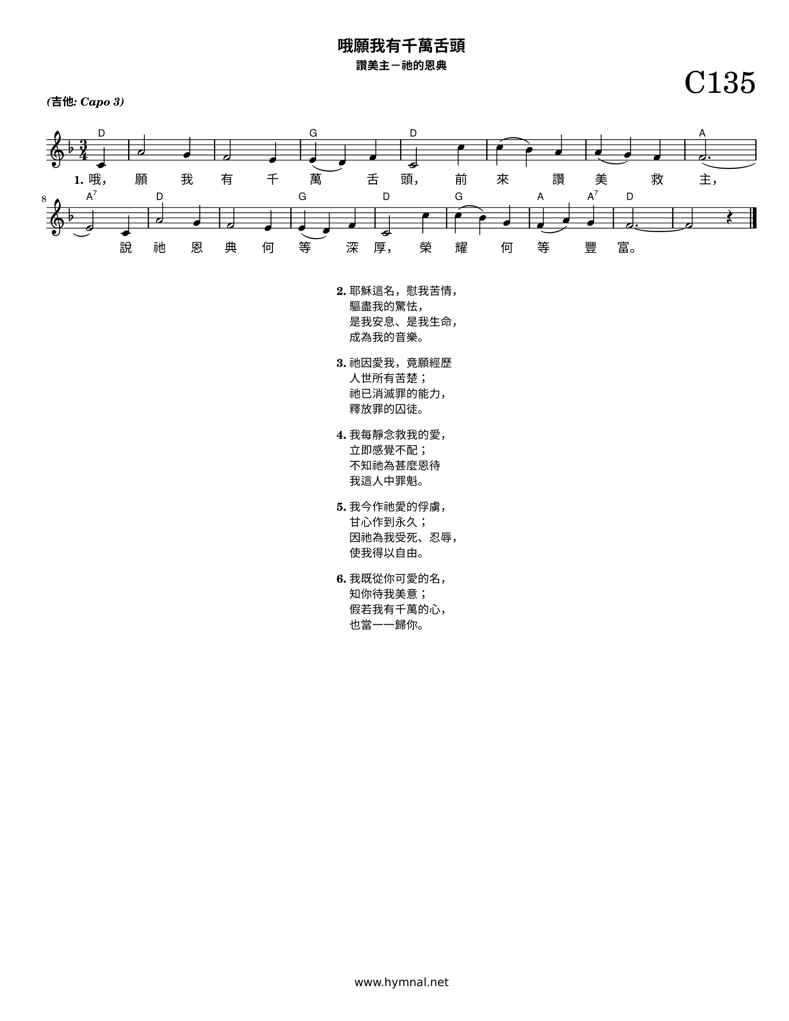 哦願我有千萬舌頭
讚美主－祂的恩典
C135
(吉他: Capo 3)
D G D A
1. 哦， 願 我 有 千 萬 舌 頭， 前 來 讚 美 救 主，
8 A7 D G D G A A7 D
說 祂 恩 典 何 等 深 厚， 榮 耀 何 等 豐 富。
2. 耶穌這名，慰我苦情，
驅盡我的驚怯，
是我安息、是我生命，
成為我的音樂。
3. 祂因愛我，竟願經歷
人世所有苦楚；
祂已消滅罪的能力，
釋放罪的囚徒。
4. 我每靜念救我的愛，
立即感覺不配；
不知祂為甚麼恩待
我這人中罪魁。
5. 我今作祂愛的俘虜，
甘心作到永久；
因祂為我受死、忍辱，
使我得以自由。
6. 我既從你可愛的名，
知你待我美意；
假若我有千萬的心，
也當一一歸你。
www.hymnal.net